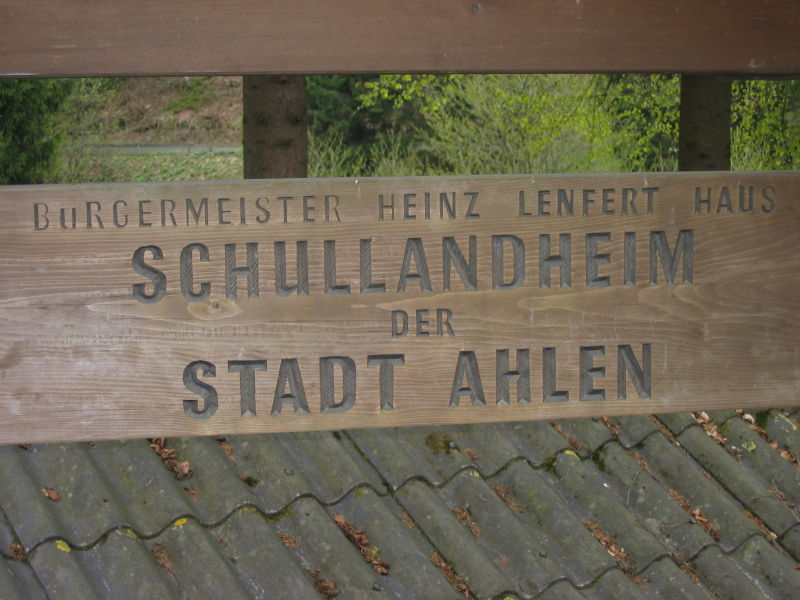 BuRGERMEISTER HEINZ LENFERT HAUS
SCHULLANDHEIM
DER
STADT AHLEN